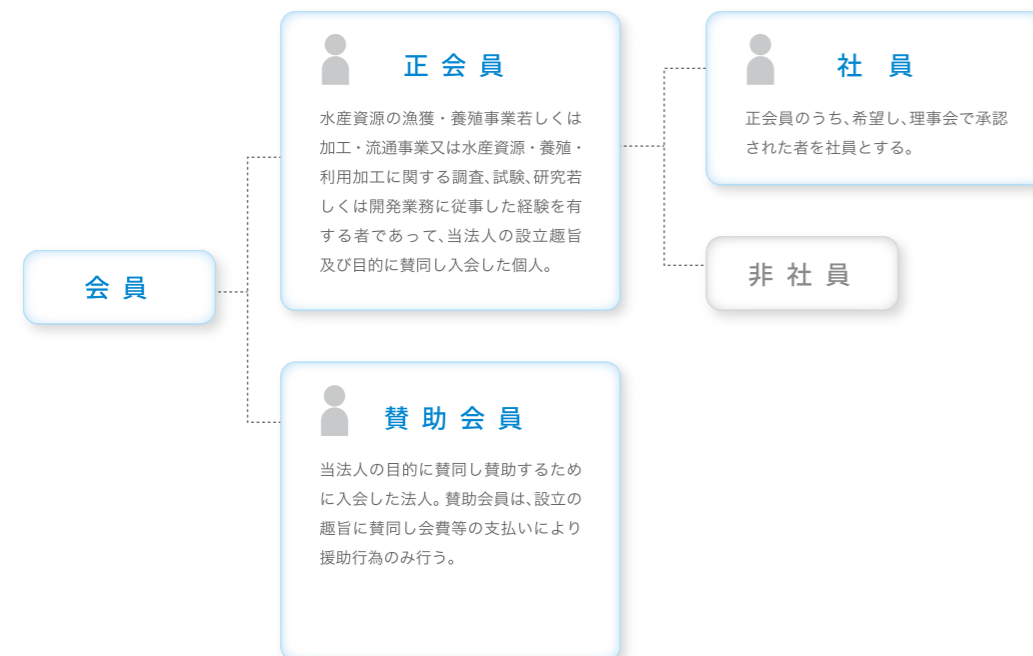 会員
正会員
水産資源の漁獲・養殖事業若しくは
加工・流通事業又は水産資源・養殖・
利用加工に関する調査、試験、研究若
しくは開発業務に従事した経験を有
する者であって、当法人の設立趣旨
及び目的に賛同し入会した個人。
社員
正会員のうち、希望し、理事会で承認
された者を社員とする。
非社員
賛助会員
当法人の目的に賛同し賛助するため
に入会した法人。賛助会員は、設立の
趣旨に賛同し会費等の支払いにより
援助行為のみ行う。